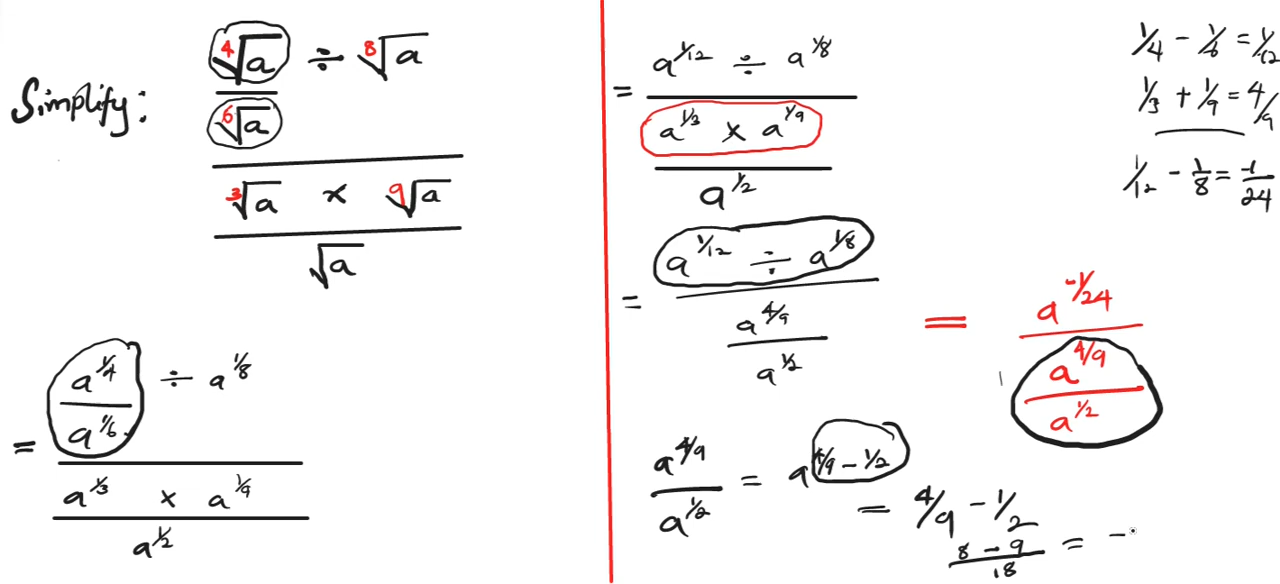 Simplify:
⁴√a ÷ ⁸√a
⁶√a
³√a × ⁹√a
√a
a^1/4 ÷ a^1/8
a^1/6
=
a^1/3 × a^1/9
a^1/2
a^1/12 ÷ a^1/8
=
a^1/3 × a^1/9
a^1/2
a^1/12 ÷ a^1/8
=
a^4/9
a^1/2
= a^-1/24
a^4/9
a^1/2
a^4/9 = a^4/9 - 1/2
a^1/2
= 4/9 - 1/2
8 - 9 = -
18
1/4 - 1/6 = 1/12
1/3 + 1/9 = 4/9
1/12 - 1/8 = -1/24